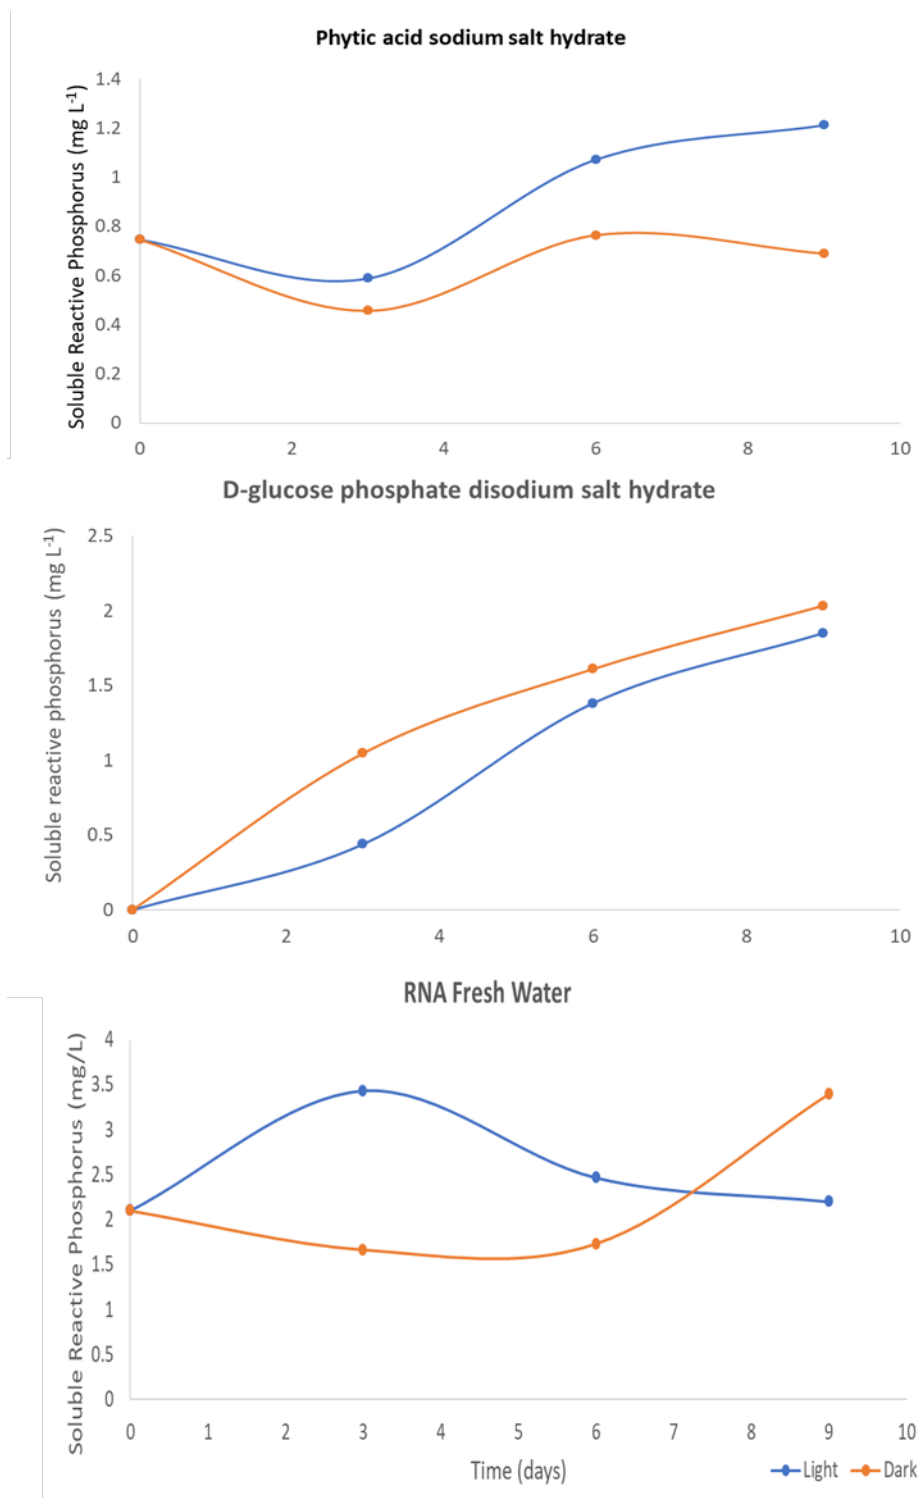 Phytic acid sodium salt hydrate
Soluble Reactive Phosphorus (mg L-1)
1.4
1.2
1
0.8
0.6
0.4
0.2
0
0 2 4 6 8 10
D-glucose phosphate disodium salt hydrate
Soluble reactive phosphorus (mg L-1)
2.5
2
1.5
1
0.5
0
0 2 4 6 8 10
RNA Fresh Water
Soluble Reactive Phosphorus (mg/L)
4
3.5
3
2.5
2
1.5
1
0.5
0
0 1 2 3 4 5 6 7 8 9 10
Time (days)
Light Dark